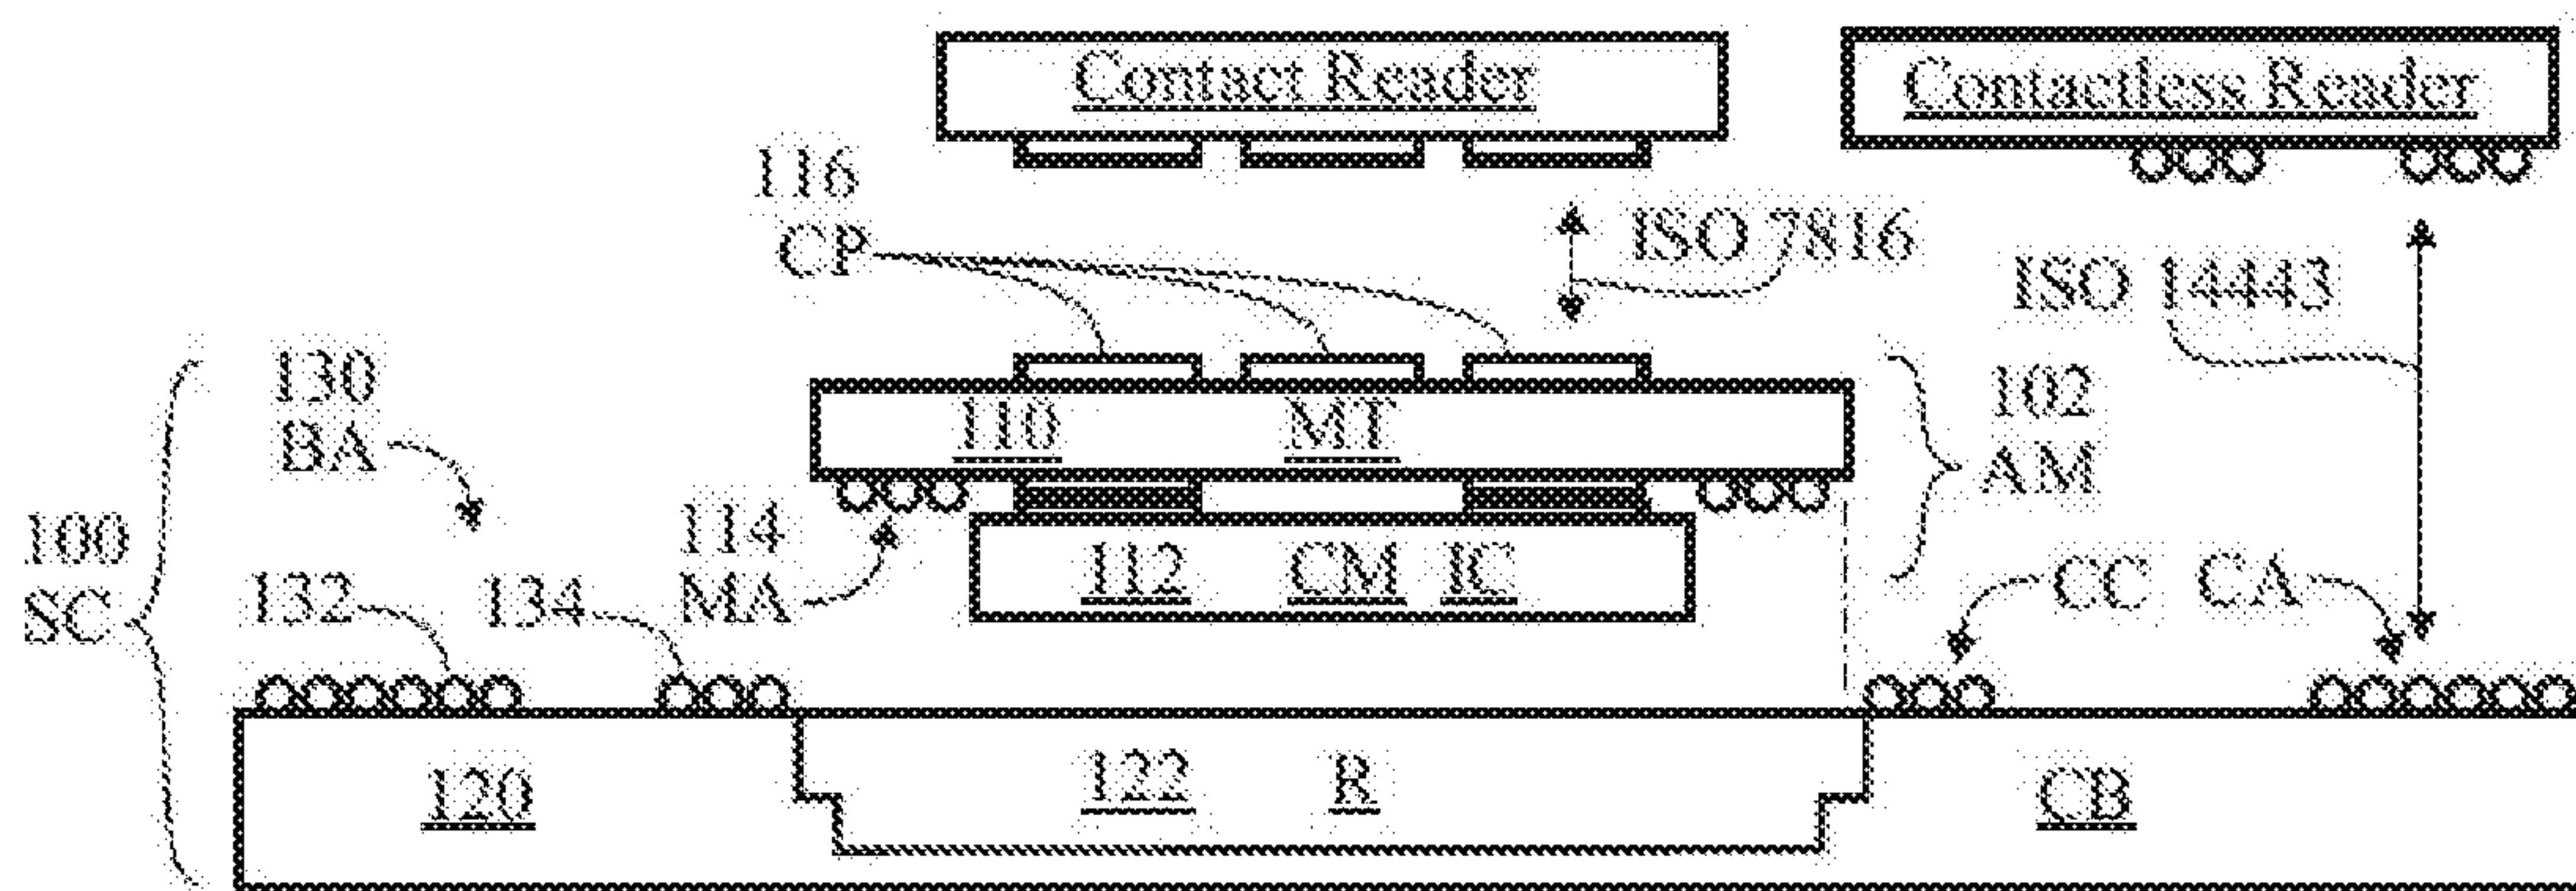 Contact Reader
Contactless Reader
116
CP
ISO 7816
ISO 14443
130
BA
110 MT
102
AM
100
SC
132
134
114
MA
112 CM IC
CC CA
120
122 R
CB